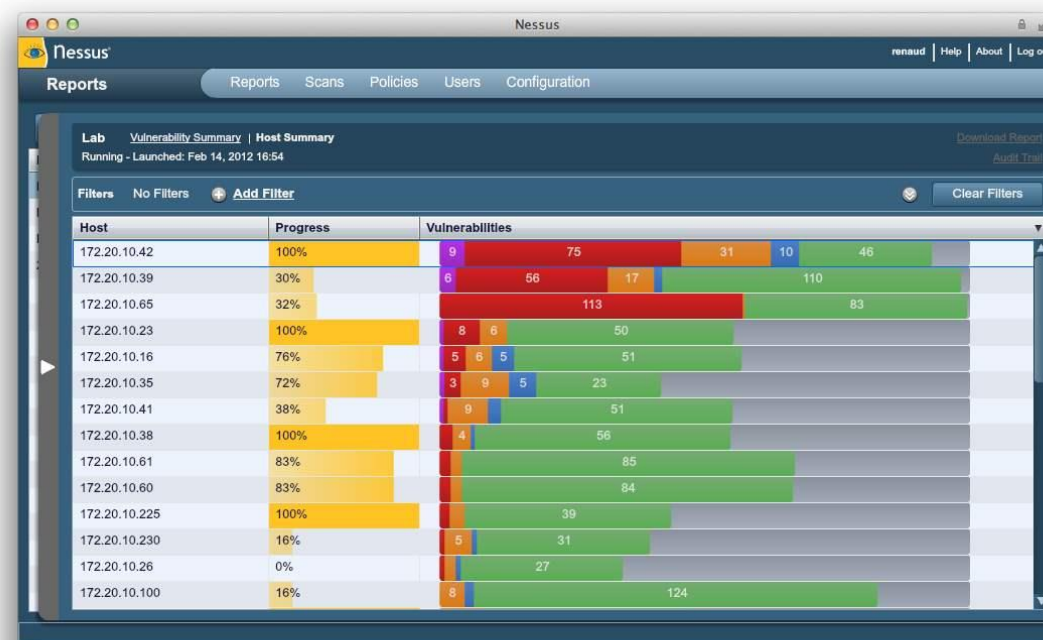 Nessus
Nessus
renaud | Help | About | Log o
Reports
Reports Scans Policies Users Configuration
Lab Vulnerability Summary | Host Summary
Download Report
Running - Launched: Feb 14, 2012 16:54
Audit Trail
Filters No Filters Add Filter Clear Filters
Host Progress Vulnerabilities
172.20.10.42 100% 9 75 31 10 46
172.20.10.39 30% 6 56 17 110
172.20.10.65 32% 113 83
172.20.10.23 100% 8 6 50
172.20.10.16 76% 5 6 5 51
172.20.10.35 72% 3 9 5 23
172.20.10.41 38% 9 51
172.20.10.38 100% 4 56
172.20.10.61 83% 85
172.20.10.60 83% 84
172.20.10.225 100% 39
172.20.10.230 16% 5 31
172.20.10.26 0% 27
172.20.10.100 16% 8 124